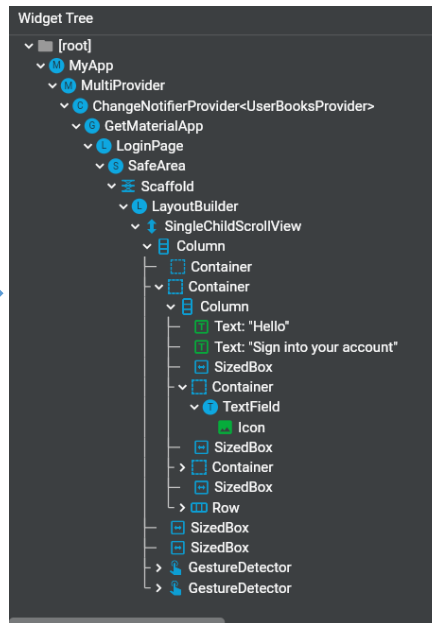 Widget Tree
[root]
M MyApp
M MultiProvider
C ChangeNotifierProvider<UserBooksProvider>
G GetMaterialApp
L LoginPage
S SafeArea
Scaffold
L LayoutBuilder
SingleChildScrollView
Column
Container
Container
Column
T Text: "Hello"
T Text: "Sign into your account"
SizedBox
Container
T TextField
Icon
SizedBox
Container
SizedBox
Row
SizedBox
SizedBox
GestureDetector
GestureDetector